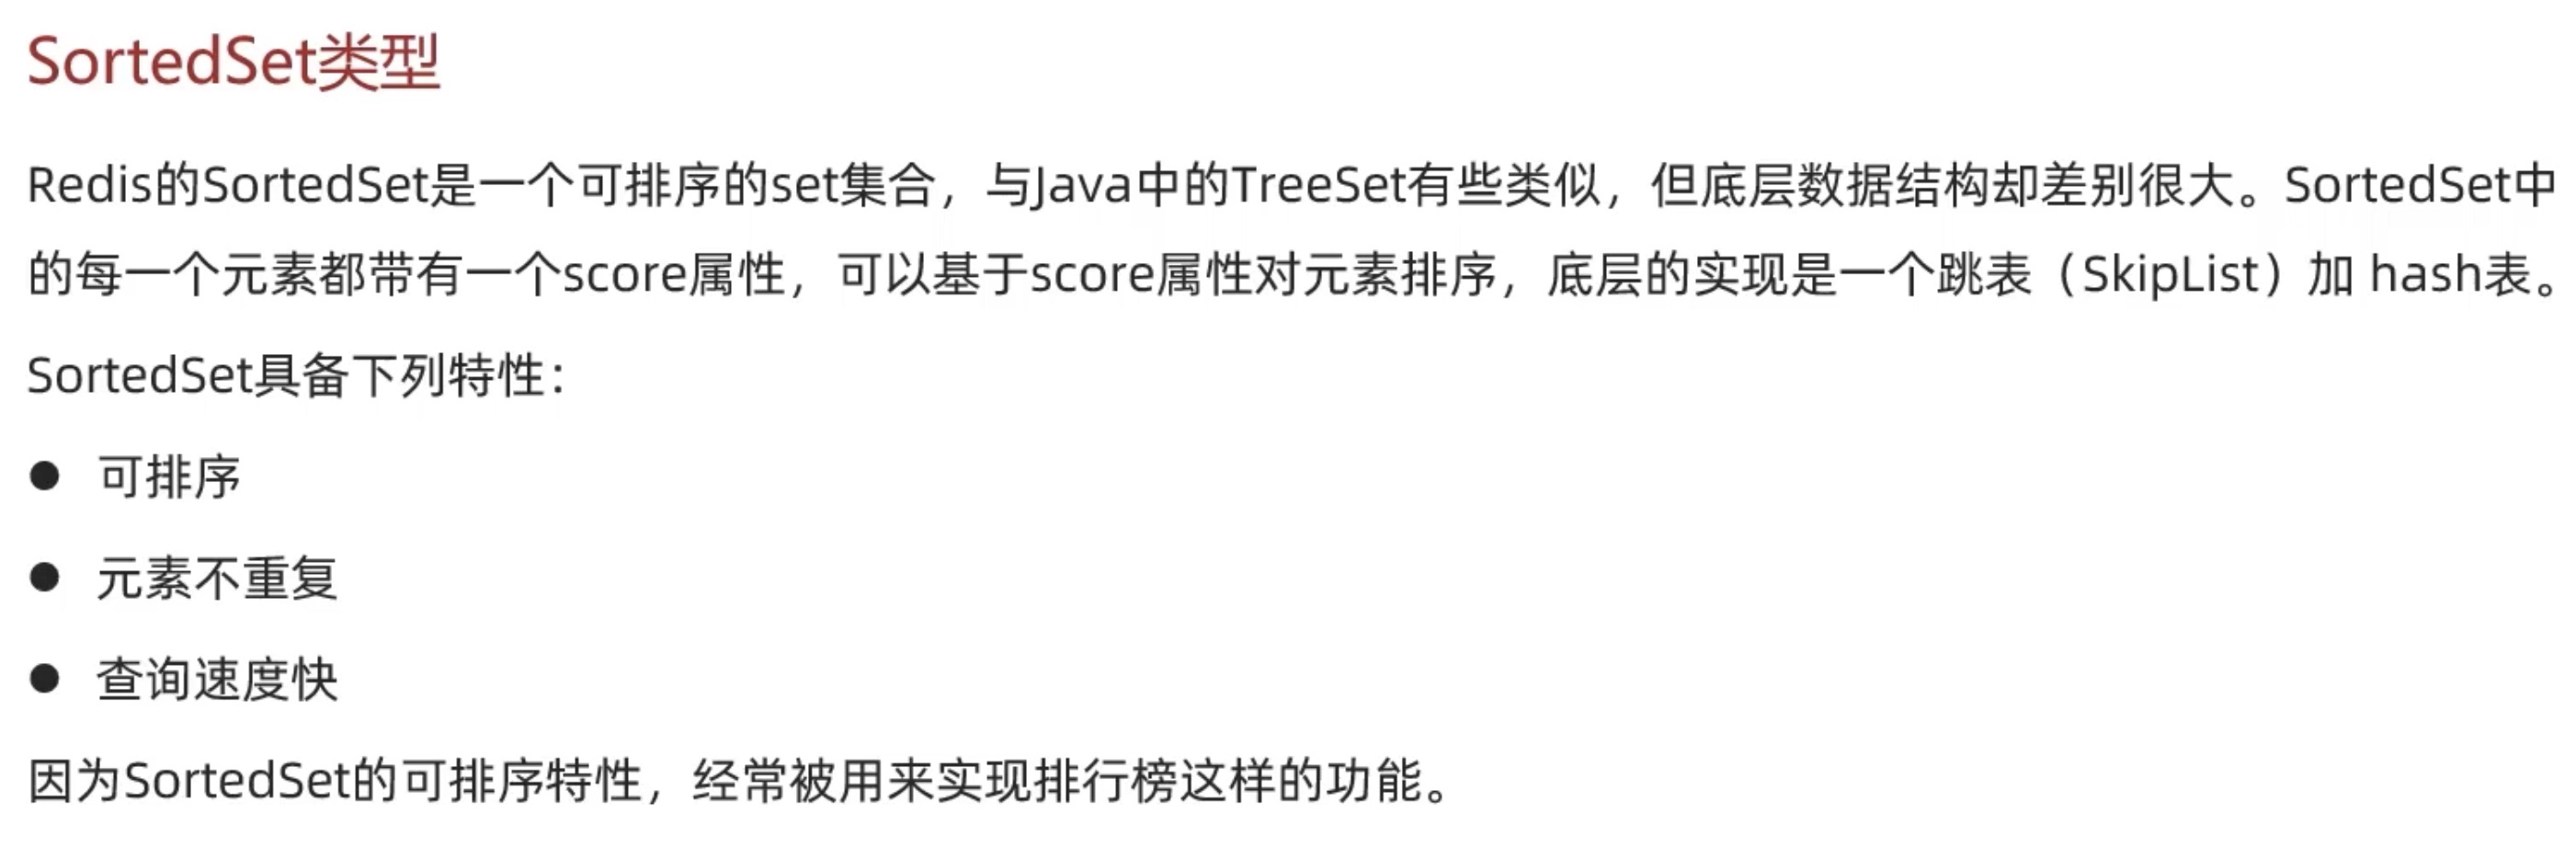 SortedSet类型
Redis的SortedSet是一个可排序的set集合，与Java中的TreeSet有些类似，但底层数据结构却差别很大。SortedSet中
的每一个元素都带有一个score属性，可以基于score属性对元素排序，底层的实现是一个跳表（SkipList）加 hash表。
SortedSet具备下列特性：
● 可排序
● 元素不重复
● 查询速度快
因为SortedSet的可排序特性，经常被用来实现排行榜这样的功能。